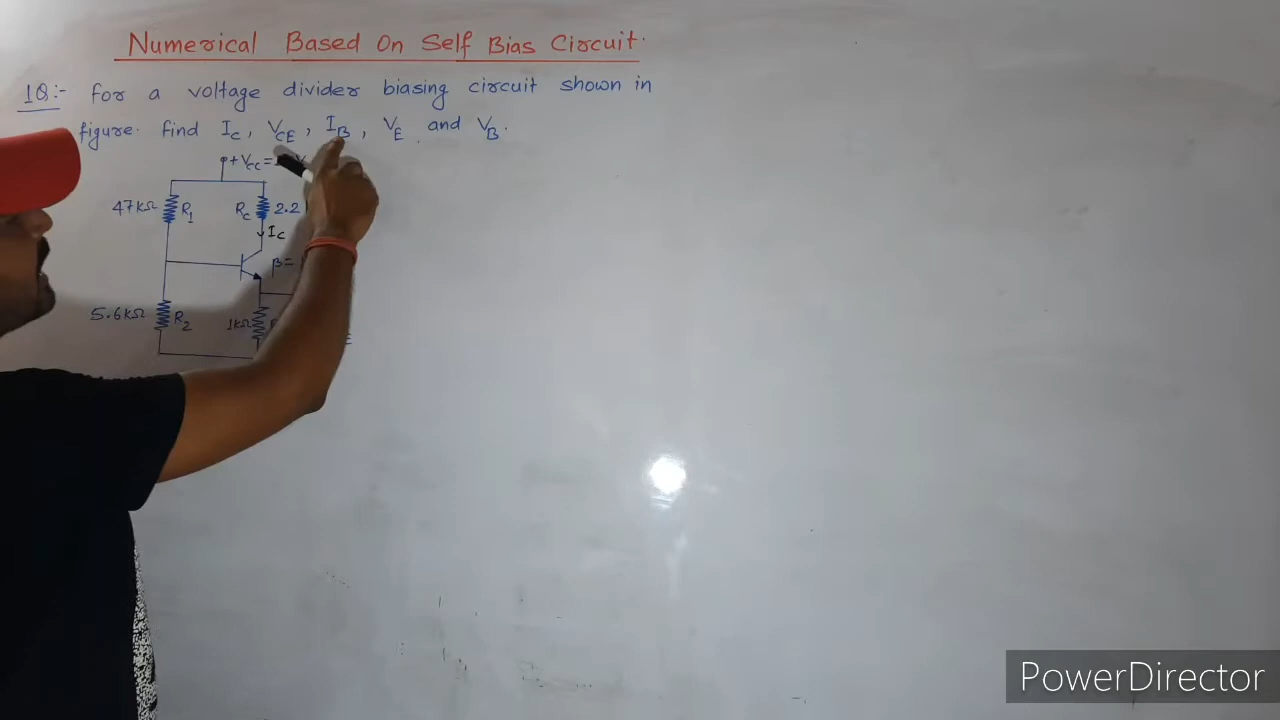 Numerical Based On Self Bias Circuit.
1Q:- For a voltage divider biasing circuit shown in
figure. find IC, VCE, IB, VE and VB.
+VCC=
47kΩ R1 RC 2.2
IC
β=
5.6kΩ R2 1kΩ
PowerDirector